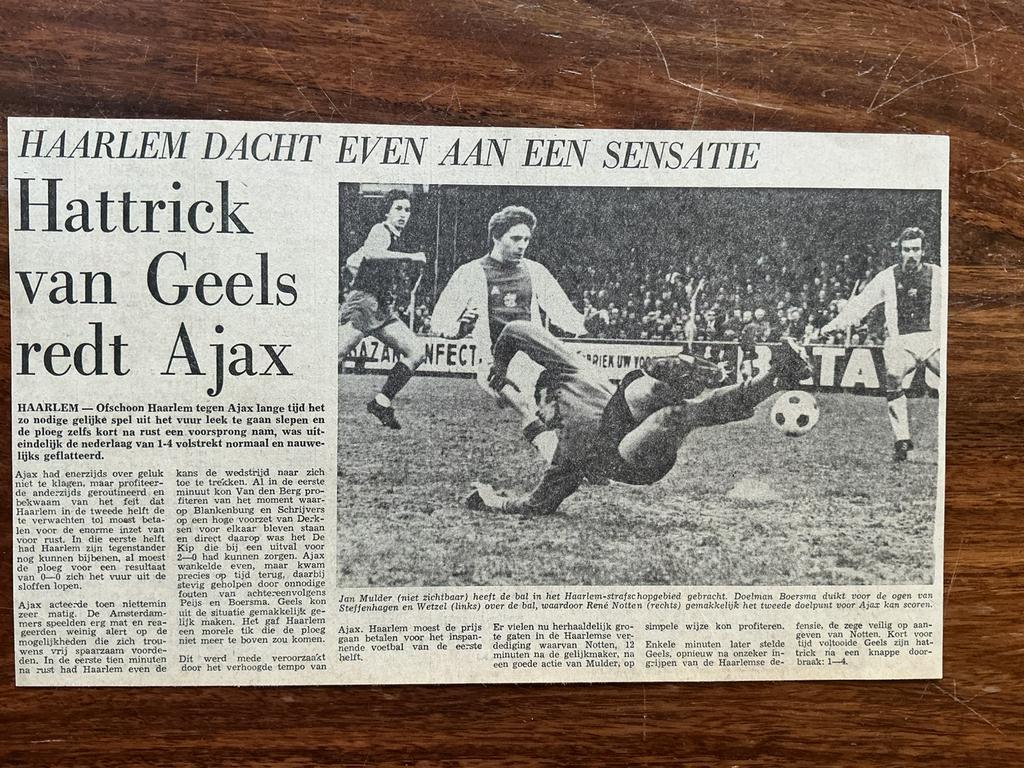 HAARLEM DACHT EVEN AAN EEN SENSATIE
Hattrick
van Geels
redt Ajax
HAARLEM — Ofschoon Haarlem tegen Ajax lange tijd het
zo nodige gelijke spel uit het vuur leek te gaan slepen en
de ploeg zelfs kort na rust een voorsprong nam, was uit-
eindelijk de nederlaag van 1-4 volstrekt normaal en nauwe-
lijks geflatteerd.
Ajax had enerzijds over geluk
niet te klagen, maar profiteer-
de anderzijds geroutineerd en
bekwaam van het feit dat
Haarlem in de tweede helft de
te verwachten tol moest beta-
len voor de enorme inzet van
voor rust. In die eerste helft
had Haarlem zijn tegenstander
nog kunnen bijbenen, al moest
de ploeg voor een resultaat
van 0—0 zich het vuur uit de
sloffen lopen.
Ajax acteerde toen niettemin
zeer matig. De Amsterdam-
mers speelden erg mat en rea-
geerden weinig alert op de
mogelijkheden die zich trou-
wens vrij spaarzaam voorde-
den. In de eerste tien minuten
na rust had Haarlem even de
kans de wedstrijd naar zich
toe te trekken. Al in de eerste
minuut kon Van den Berg pro-
fiteren van het moment waar-
op Blankenburg en Schrijvers
op een hoge voorzet van Derk-
sen voor elkaar bleven staan
en direct daarop was het De
Kip die bij een uitval voor
2—0 had kunnen zorgen. Ajax
wankelde even, maar kwam
precies op tijd terug, daarbij
stevig geholpen door onnodige
fouten van achtereenvolgens
Peijs en Boersma. Geels kon
uit de situatie gemakkelijk ge-
lijk maken. Het gaf Haarlem
een morele tik die de ploeg
niet meer te boven zou komen.
Dit werd mede veroorzaakt
door het verhoogde tempo van
AZAR
NFECT.
BRIEK UW VO
B
TA
Jan Mulder (niet zichtbaar) heeft de bal in het Haarlem-strafschopgebied gebracht. Doelman Boersma duikt voor de ogen van
Steffenhagen en Wetzel (links) over de bal, waardoor René Notten (rechts) gemakkelijk het tweede doelpunt voor Ajax kan scoren.
Ajax. Haarlem moest de prijs
gaan betalen voor het inspan-
nende voetbal van de eerste
helft.
Er vielen nu herhaaldelijk gro-
te gaten in de Haarlemse ver-
dediging waarvan Notten, 12
minuten na de gelijkmaker, na
een goede actie van Mulder, op
simpele wijze kon profiteren.
Enkele minuten later stelde
Geels, opnieuw na onzeker in-
grijpen van de Haarlemse de-
fensie, de zege veilig op aan-
geven van Notten. Kort voor
tijd voltooide Geels zijn hat-
trick na een knappe door-
braak: 1—4.